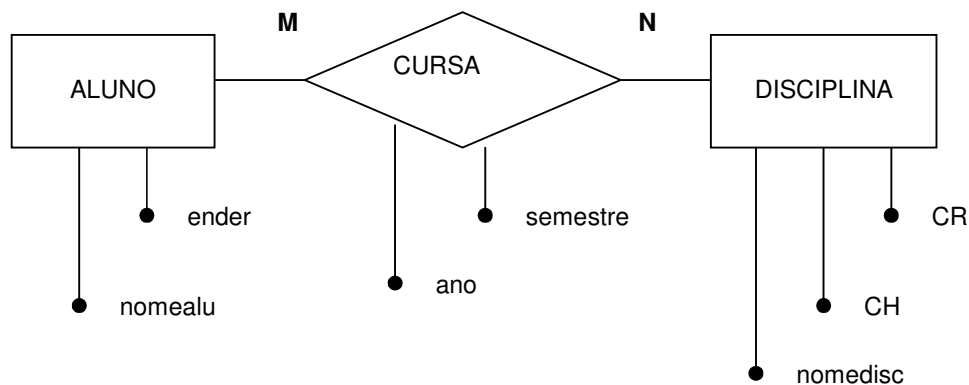 M
N
CURSA
ALUNO
DISCIPLINA
ender
semestre
CR
ano
nomealu
CH
nomedisc